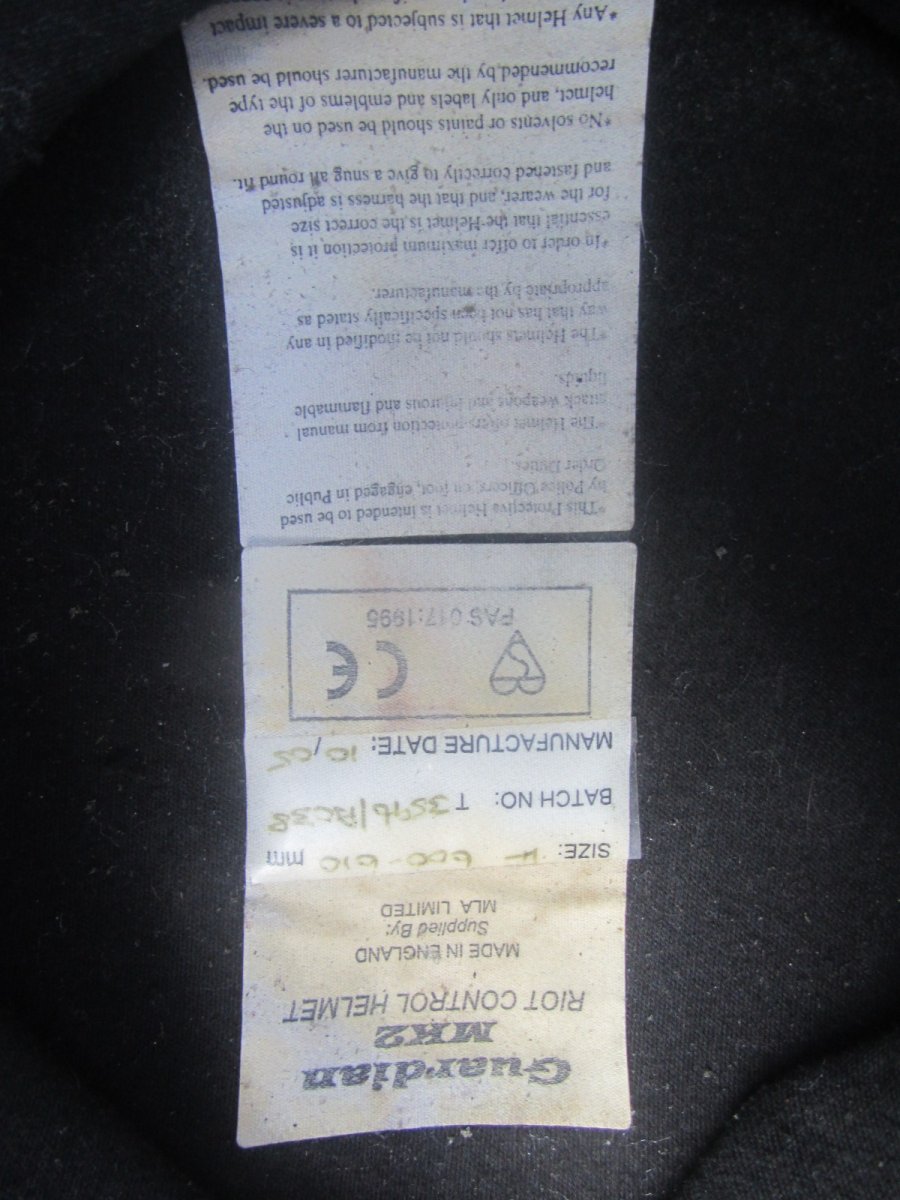 Guardian
MK2
RIOT CONTROL HELMET
MADE IN ENGLAND
Supplied By:
MLA LIMITED
SIZE: 600-610 mm
BATCH NO: T
MANUFACTURE DATE: 10/02
CE
PAS 017:1995
*This Protective Helmet is intended to be used
by Police Officers, on foot, engaged in Public
Order Duties.
*The Helmet offers protection from manual
attack weapons and injurous and flammable
liquids.
*The Helmets should not be modified in any
way that has not been specifically stated as
appropriate by the manufacturer.
*In order to offer maximum protection it is
essential that the Helmet is the correct size
for the wearer, and that the harness is adjusted
and fastened correctly to give a snug all round fit.
*No solvents or paints should be used on the
helmet, and only labels and emblems of the type
recommended by the manufacturer should be used.
*Any Helmet that is subjected to a severe impact